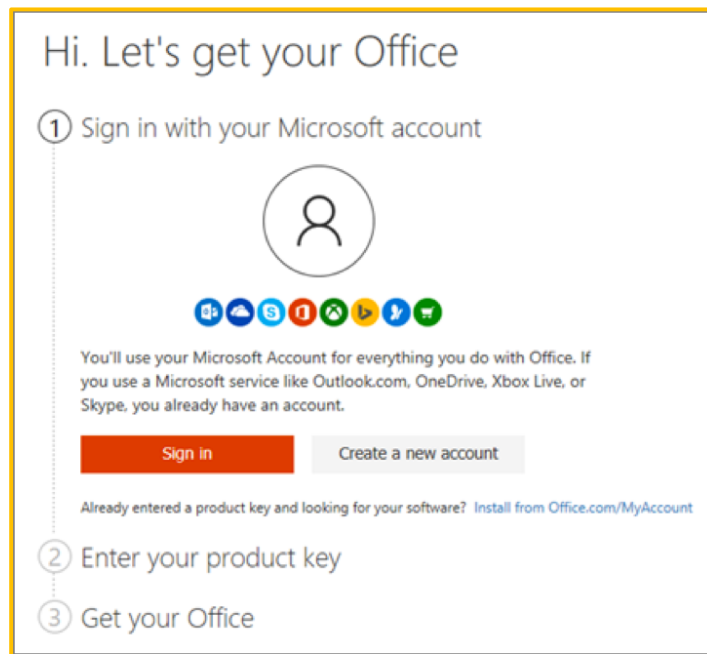 Hi. Let's get your Office
1 Sign in with your Microsoft account
You'll use your Microsoft Account for everything you do with Office. If
you use a Microsoft service like Outlook.com, OneDrive, Xbox Live, or
Skype, you already have an account.
Sign in Create a new account
Already entered a product key and looking for your software? Install from Office.com/MyAccount
2 Enter your product key
3 Get your Office